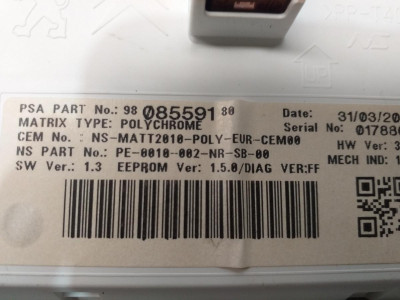 PSA PART No.: 98 085591 80 Date: 31/03/20
MATRIX TYPE: POLYCHROME Serial No: 01788
CEM No. : NS-MATT2010-POLY-EUR-CEM00 HW Ver: 3
NS PART No.: PE-0010-002-NR-SB-00 MECH IND: 1
SW Ver.: 1.3 EEPROM Ver: 1.5.0/DIAG VER:FF